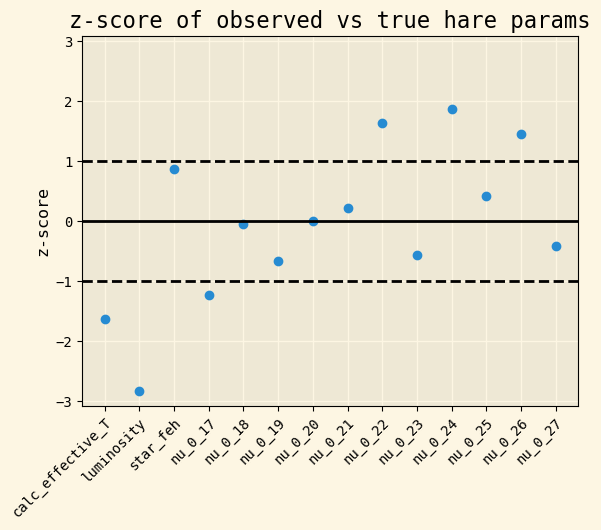 z-score of observed vs true hare params
z-score
3
2
1
0
−1
−2
−3
calc_effective_T
luminosity
star_feh
nu_0_17
nu_0_18
nu_0_19
nu_0_20
nu_0_21
nu_0_22
nu_0_23
nu_0_24
nu_0_25
nu_0_26
nu_0_27